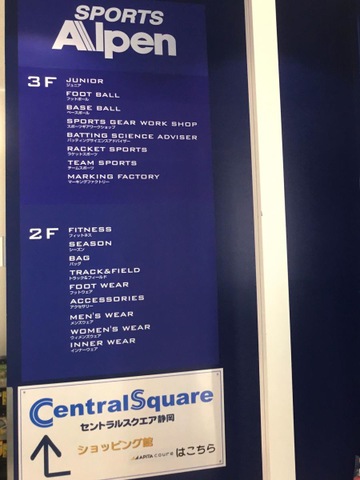 SPORTS
Alpen
3F JUNIOR
ジュニア
FOOT BALL
フットボール
BASE BALL
ベースボール
SPORTS GEAR WORK SHOP
スポーツギアワークショップ
BATTING SCIENCE ADVISER
バッティングサイエンスアドバイザー
RACKET SPORTS
ラケットスポーツ
TEAM SPORTS
チームスポーツ
MARKING FACTORY
マーキングファクトリー
2F FITNESS
フィットネス
SEASON
シーズン
BAG
バッグ
TRACK&FIELD
トラック&フィールド
FOOT WEAR
フットウェア
ACCESSORIES
アクセサリー
MEN'S WEAR
メンズウェア
WOMEN'S WEAR
ウィメンズウェア
INNER WEAR
インナーウェア
CentralSquare
セントラルスクエア静岡
ショッピング館
はこちら